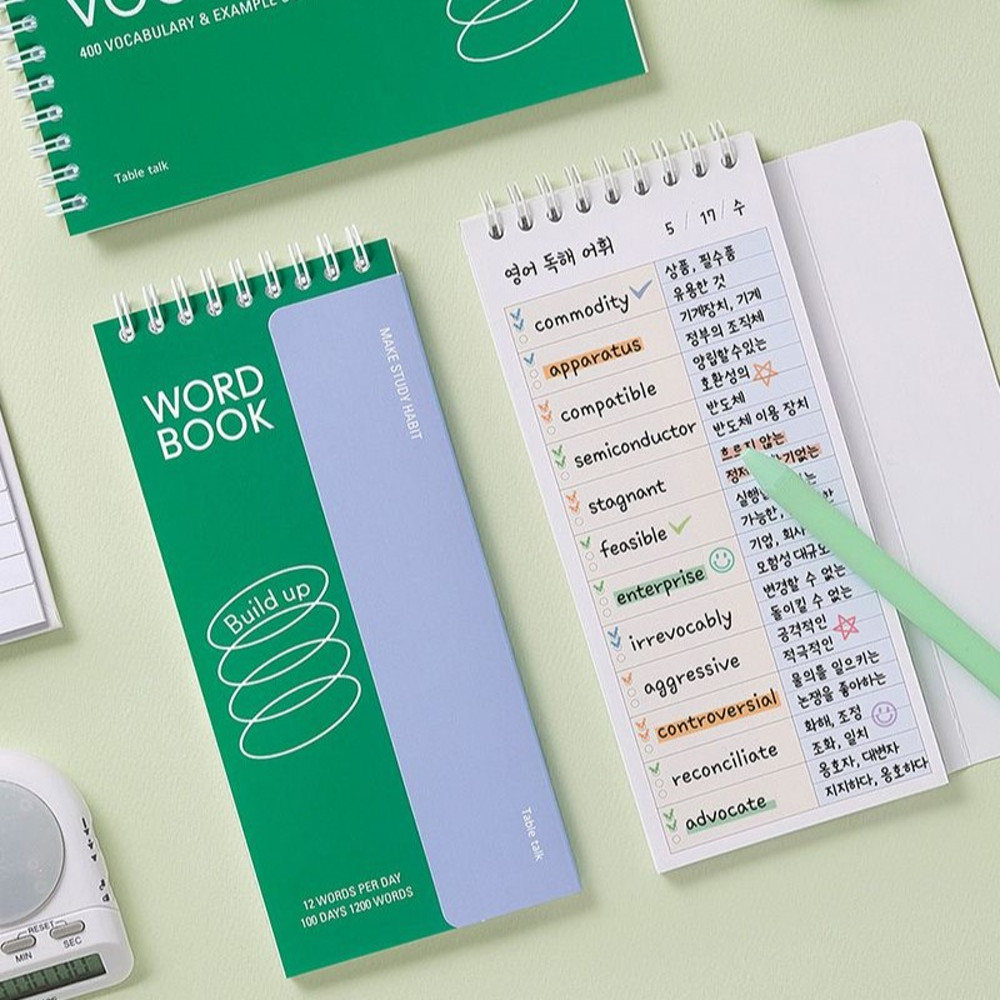 400 VOCABULARY & EXAMPLE
Table talk
WORD
BOOK
MAKE STUDY HABIT
Build up
Table talk
12 WORDS PER DAY
100 DAYS 1200 WORDS
영어 독해 어휘
5 / 17 / 수
commodity
상품, 필수품
유용한 것
apparatus
기계장치, 기계
정부의 조직체
compatible
양립할 수 있는
호환성의
semiconductor
반도체
반도체 이용 장치
stagnant
흐르지 않는
feasible
가능한,
enterprise
기업,
모험성
irrevocably
변경할 수 없는
돌이킬 수 없는
aggressive
공격적인
적극적인
controversial
물의를 일으키는
논쟁을 좋아하는
reconciliate
화해, 조정
조화, 일치
advocate
옹호자, 대변자
지지하다, 옹호하다
RESET
MIN
SEC